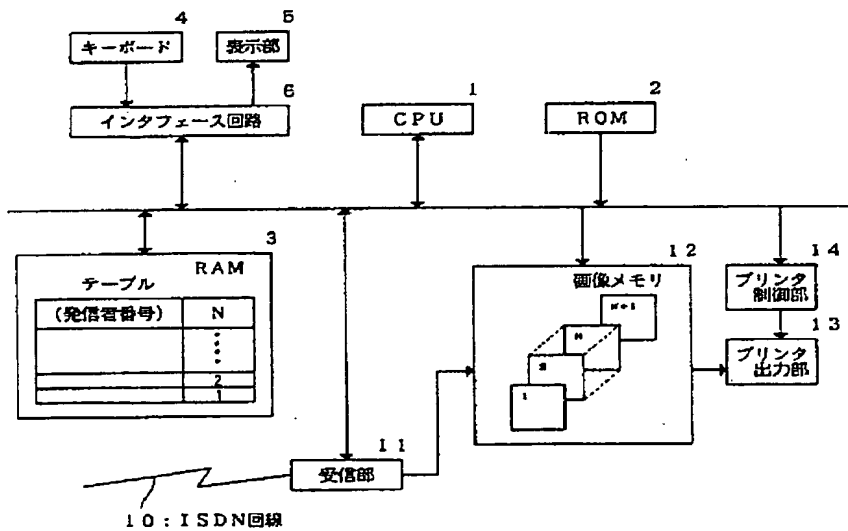 4
5
キーボード
表示部
6
1
2
インタフェース回路
CPU
ROM
3
12
14
RAM
テーブル
画像メモリ
プリンタ
制御部
(発信者番号)
N
N+1
13
N
プリンタ
出力部
2
2
1
1
11
受信部
10:ISDN回線